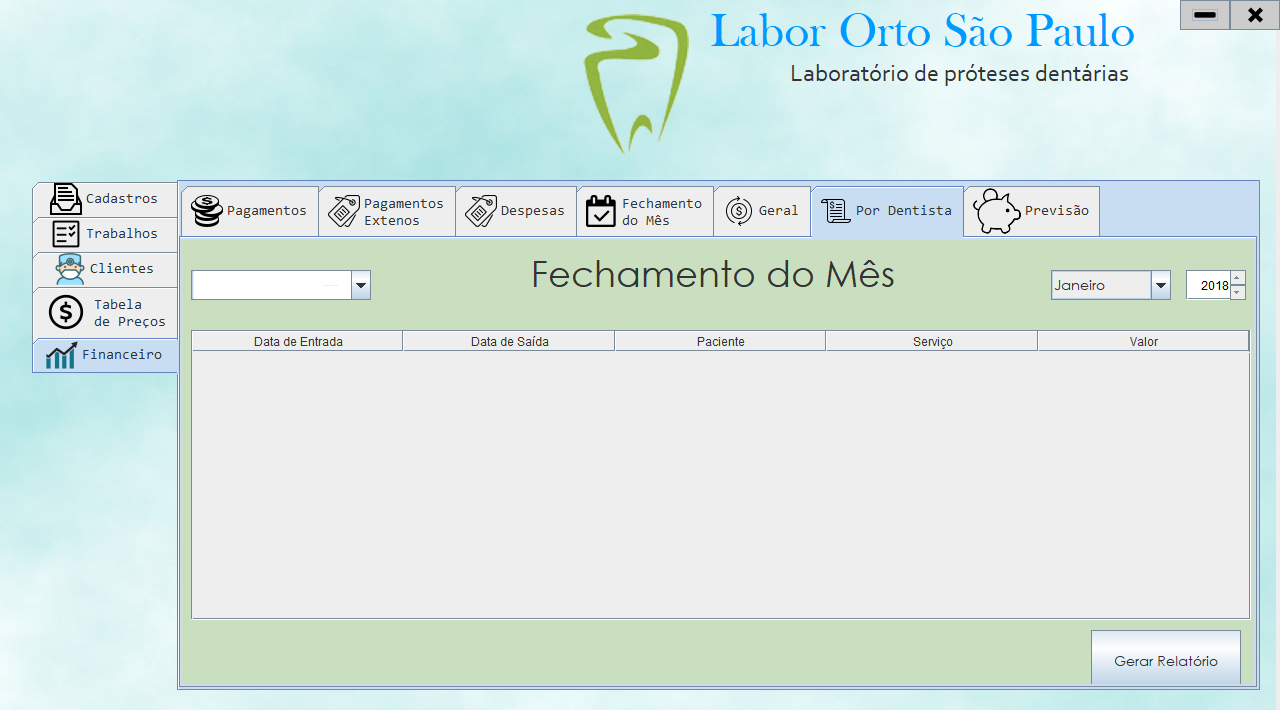 Labor Orto São Paulo
Laboratório de próteses dentárias
Cadastros
Trabalhos
Clientes
Tabela
de Preços
Financeiro
Pagamentos
Pagamentos
Extenos
Despesas
Fechamento
do Mês
Geral
Por Dentista
Previsão
Fechamento do Mês
Janeiro
2018
Data de Entrada
Data de Saída
Paciente
Serviço
Valor
Gerar Relatório